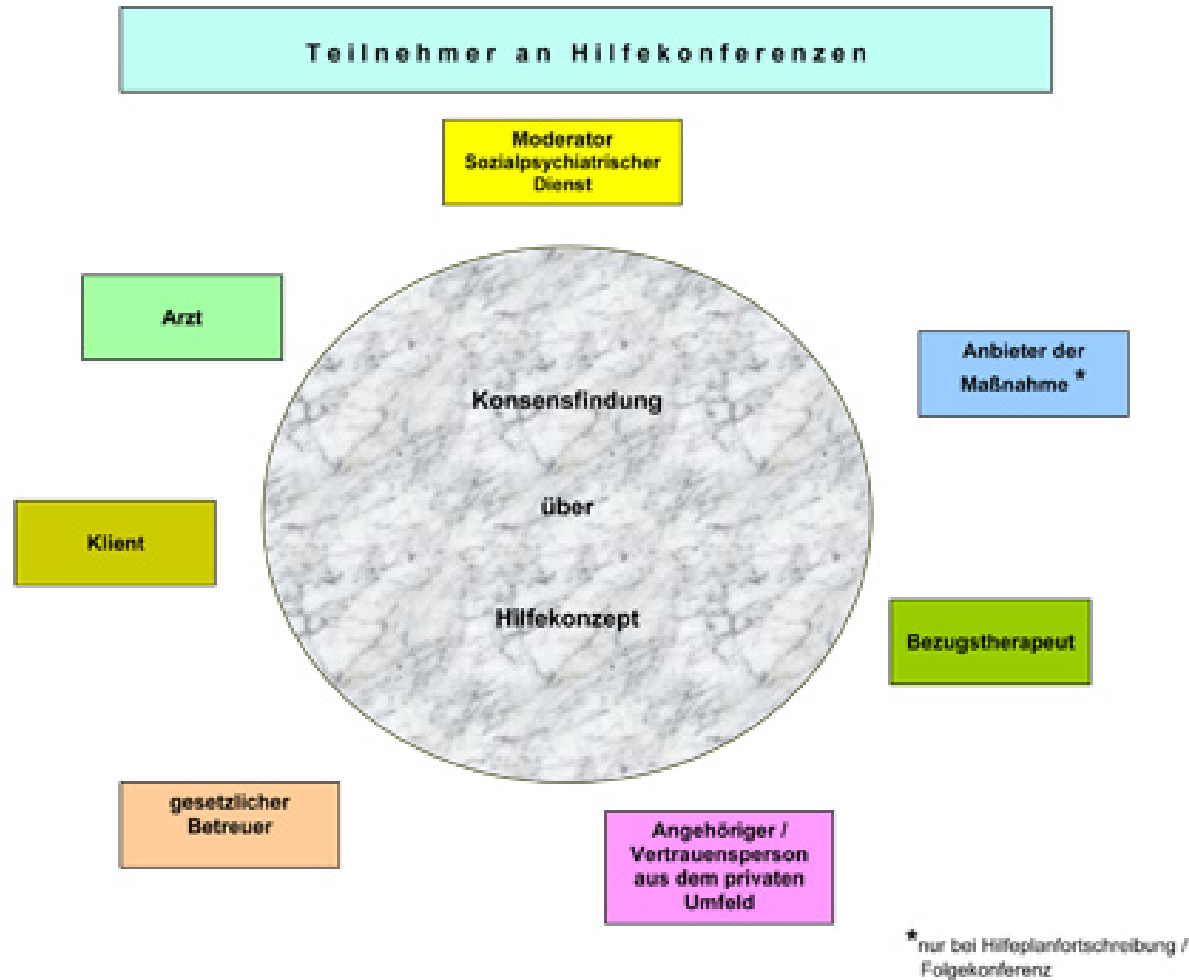 Teilnehmer an Hilfekonferenzen
Moderator
Sozialpsychiatrischer
Dienst
Arzt
Anbieter der
Maßnahme *
Konsensfindung
über
Hilfekonzept
Klient
Bezugstherapeut
gesetzlicher
Betreuer
Angehöriger /
Vertrauensperson
aus dem privaten
Umfeld
*nur bei Hilfeplanfortschreibung /
Folgekonferenz